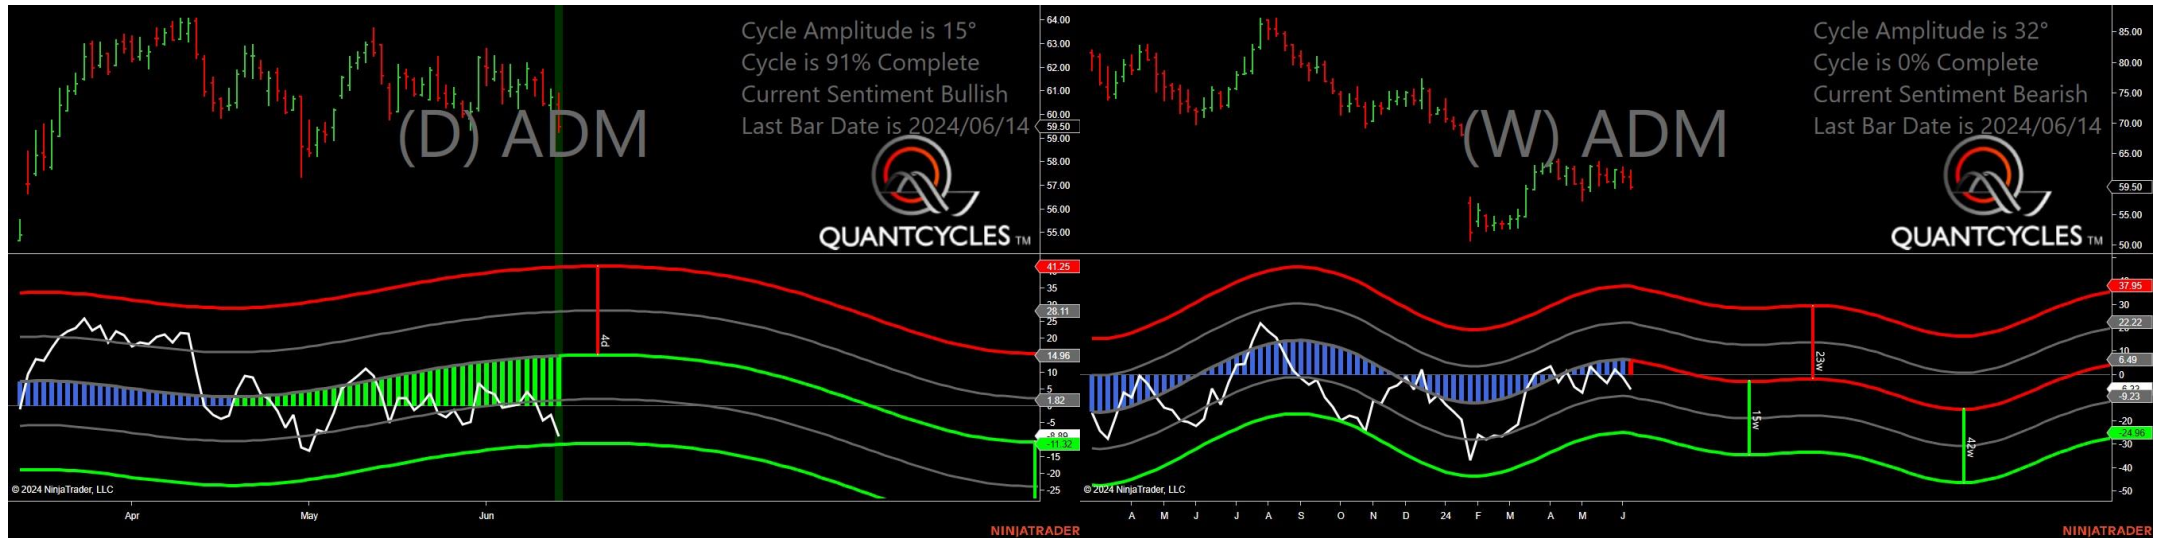 Cycle Amplitude is 15°
Cycle is 91% Complete
Current Sentiment Bullish
Last Bar Date is 2024/06/14
(D) ADM
QUANTCYCLES TM
64.00
63.00
62.00
61.00
60.00
59.50
59.00
58.00
57.00
56.00
55.00
41.25
35
28.11
25
20
14.96
10
5
1.82
-5
-8.89
-11.32
-15
-20
-25
4d
© 2024 NinjaTrader, LLC
Apr May Jun
NINJATRADER
Cycle Amplitude is 32°
Cycle is 0% Complete
Current Sentiment Bearish
Last Bar Date is 2024/06/14
(W) ADM
QUANTCYCLES TM
85.00
80.00
75.00
70.00
65.00
59.50
55.00
50.00
37.95
30
22.22
10
6.49
0
-9.23
-20
-24.96
-30
-40
-50
23w
15w
42w
© 2024 NinjaTrader, LLC
A M J J A S O N D 24 F M A M J
NINJATRADER